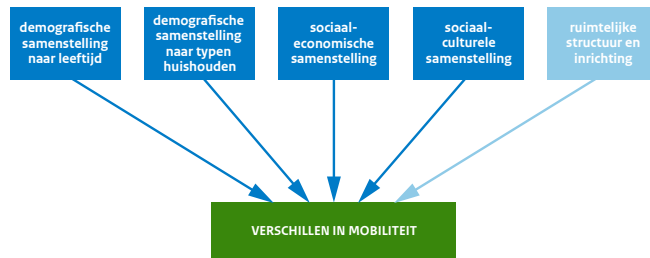 demografische
samenstelling
naar leeftijd
demografische
samenstelling
naar typen
huishouden
sociaal-
economische
samenstelling
sociaal-
culturele
samenstelling
ruimtelijke
structuur en
inrichting
VERSCHILLEN IN MOBILITEIT